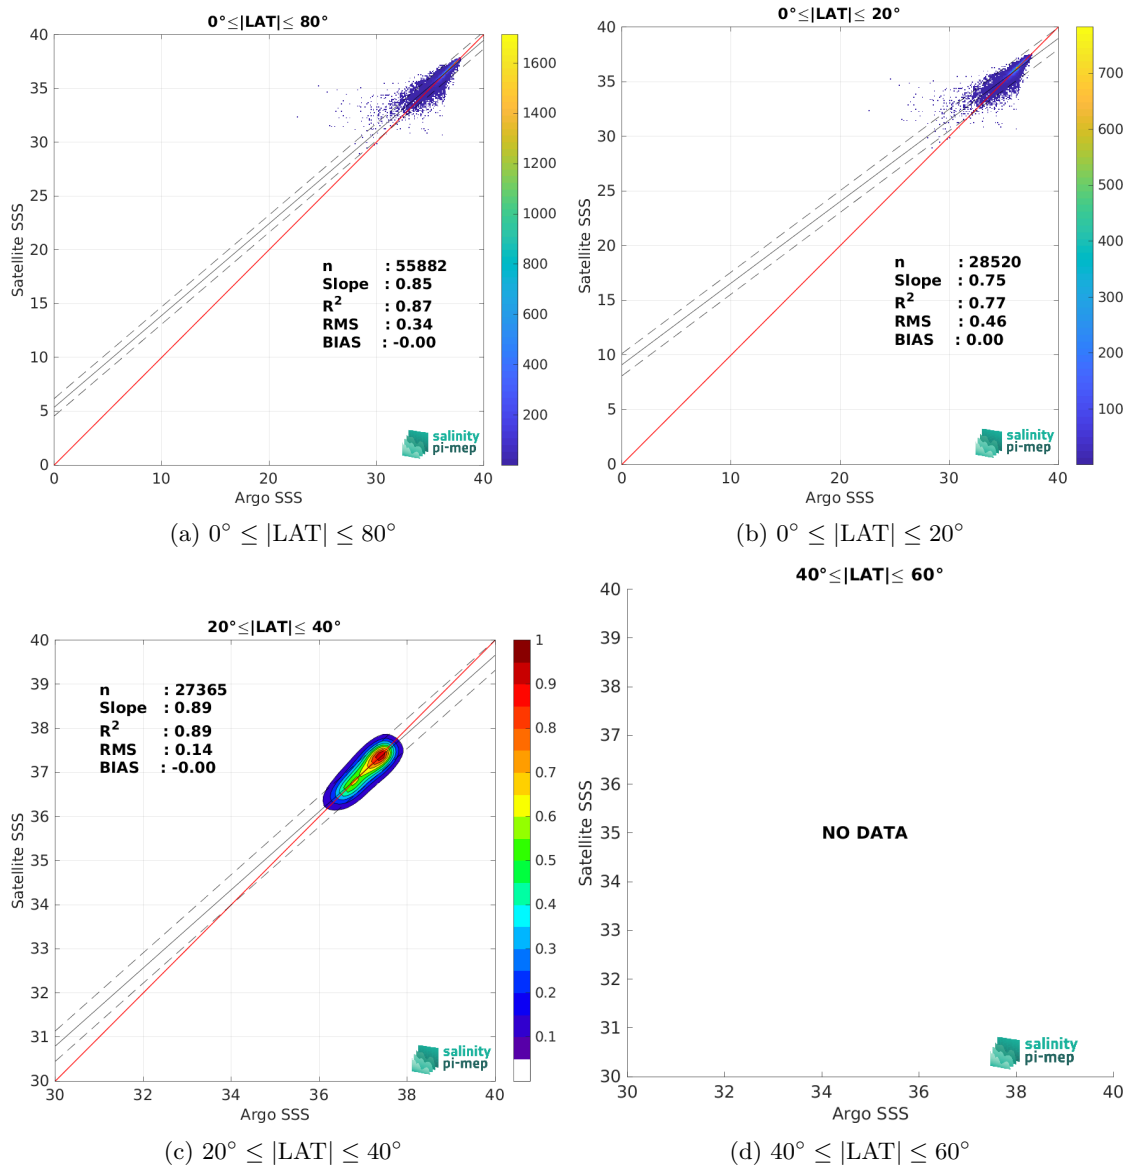 0°≤|LAT|≤ 80°
40
35
30
25
20
15
10
5
0
0
10
20
30
40
Satellite SSS
Argo SSS
n : 55882
Slope : 0.85
R² : 0.87
RMS : 0.34
BIAS : -0.00
salinity
pi-mep
1600
1400
1200
1000
800
600
400
200
(a) 0° ≤ |LAT| ≤ 80°
0°≤|LAT|≤ 20°
40
35
30
25
20
15
10
5
0
0
10
20
30
40
Satellite SSS
Argo SSS
n : 28520
Slope : 0.75
R² : 0.77
RMS : 0.46
BIAS : 0.00
salinity
pi-mep
700
600
500
400
300
200
100
(b) 0° ≤ |LAT| ≤ 20°
20°≤|LAT|≤ 40°
40
39
38
37
36
35
34
33
32
31
30
30
32
34
36
38
40
Satellite SSS
Argo SSS
n : 27365
Slope : 0.89
R² : 0.89
RMS : 0.14
BIAS : -0.00
salinity
pi-mep
1
0.9
0.8
0.7
0.6
0.5
0.4
0.3
0.2
0.1
(c) 20° ≤ |LAT| ≤ 40°
40°≤|LAT|≤ 60°
40
39
38
37
36
35
34
33
32
31
30
30
32
34
36
38
40
Satellite SSS
Argo SSS
NO DATA
salinity
pi-mep
(d) 40° ≤ |LAT| ≤ 60°